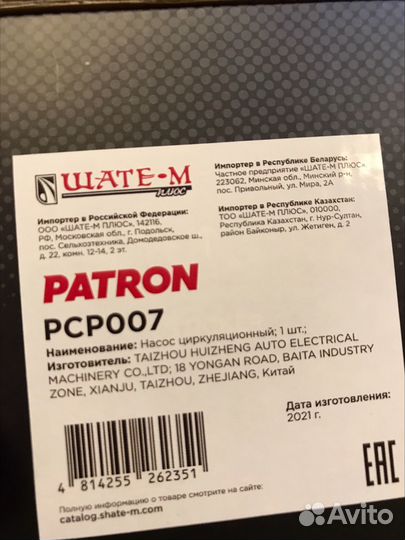 ШАТЕ-М
ПЛЮС
Импортер в Российской Федерации:
ООО «ШАТЕ-М ПЛЮС», 142116,
РФ, Московская обл., г. Подольск,
пос. Сельхозтехника, Домодедовское ш.,
д. 22, комн. 12-14, 2 эт.
Импортер в Республике Беларусь:
Частное предприятие «ШАТЕ-М ПЛЮС»,
223062, Минская обл., Минский р-н,
пос. Привольный, ул. Мира, 2А
Импортер в Республике Казахстан:
ТОО «ШАТЕ-М ПЛЮС», 010000,
Республика Казахстан, г. Нур-Султан,
район Байконыр, ул. Жетиген, д. 2
PATRON
PCP007
Наименование: Насос циркуляционный; 1 шт.;
Изготовитель: TAIZHOU HUIZHENG AUTO ELECTRICAL
MACHINERY CO.,LTD; 18 YONGAN ROAD, BAITA INDUSTRY
ZONE, XIANJU, TAIZHOU, ZHEJIANG, Китай
Дата изготовления:
2021 г.
4 814255 262351
EAC
Полную информацию о товаре смотрите на сайте:
catalog.shate-m.com
Avito